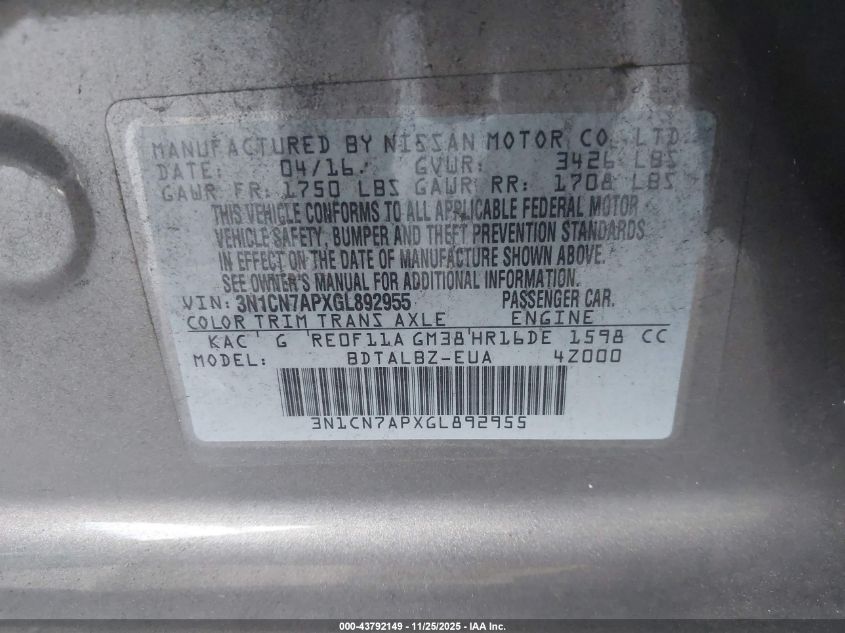 MANUFACTURED BY NISSAN MOTOR CO. LTD.
DATE: 04/16 GVWR: 3426 LBS
GAWR FR: 1750 LBS GAWR RR: 1708 LBS
THIS VEHICLE CONFORMS TO ALL APPLICABLE FEDERAL MOTOR
VEHICLE SAFETY, BUMPER AND THEFT PREVENTION STANDARDS
IN EFFECT ON THE DATE OF MANUFACTURE SHOWN ABOVE.
SEE OWNER'S MANUAL FOR ADDITIONAL INFORMATION.
VIN: 3N1CN7APXGL892955 PASSENGER CAR.
COLOR TRIM TRANS AXLE ENGINE
KAC G RE0F11A GM38 HR16DE 1598 CC
MODEL: BDTALBZ-EUA 4Z000
3N1CN7APXGL892955
000-43792149 - 11/25/2025 - IAA Inc.